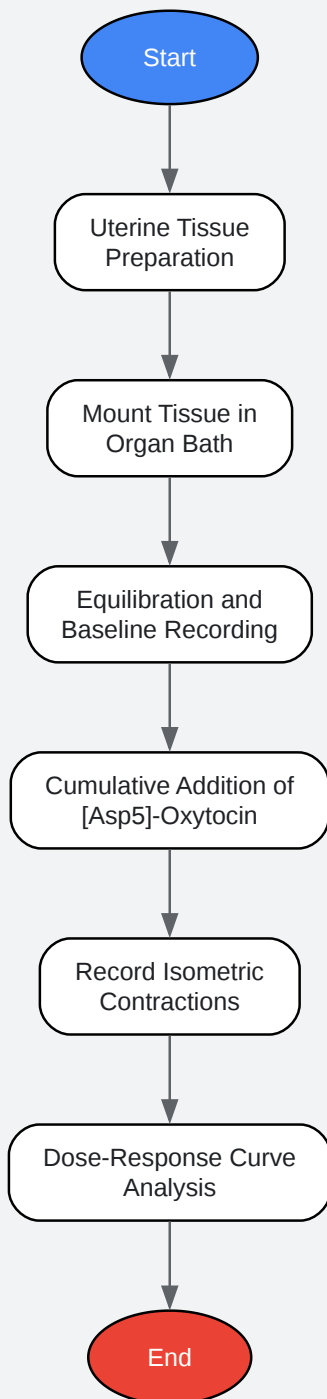 Start
Uterine Tissue
Preparation
Mount Tissue in
Organ Bath
Equilibration and
Baseline Recording
Cumulative Addition of
[Asp5]-Oxytocin
Record Isometric
Contractions
Dose-Response Curve
Analysis
End